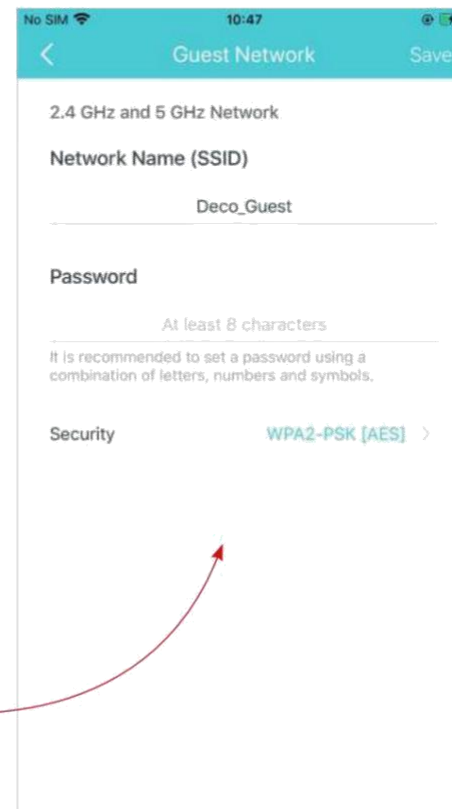 No SIM 10:47
Guest Network Save
2.4 GHz and 5 GHz Network
Network Name (SSID)
Deco_Guest
Password
At least 8 characters
It is recommended to set a password using a
combination of letters, numbers and symbols.
Security WPA2-PSK [AES]